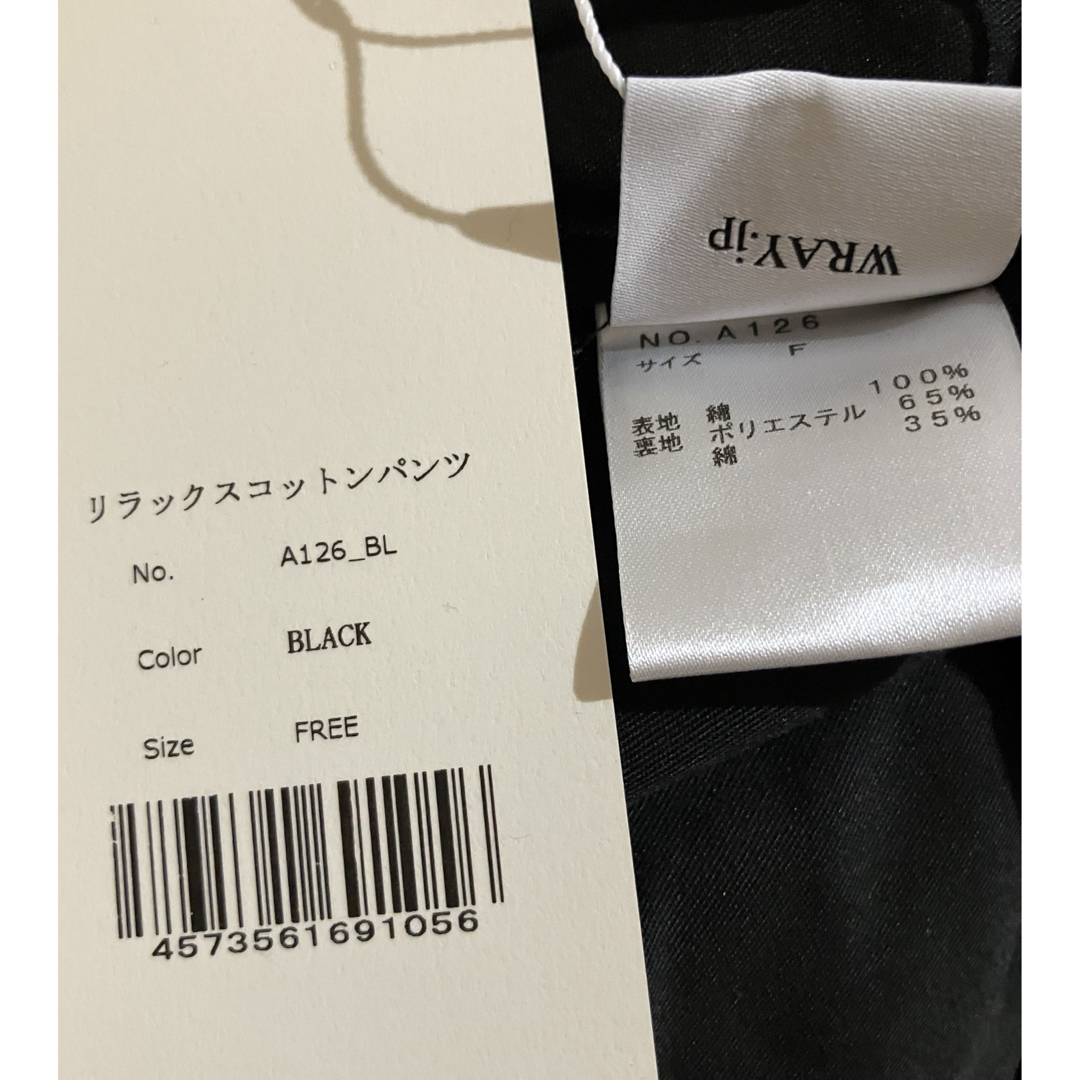 リラックスコットンパンツ
No. A126_BL
Color BLACK
Size FREE
4573561691056
WRAY.jp
NO. A126
サイズ F
表地 綿 100%
裏地 ポリエステル 65%
綿 35%